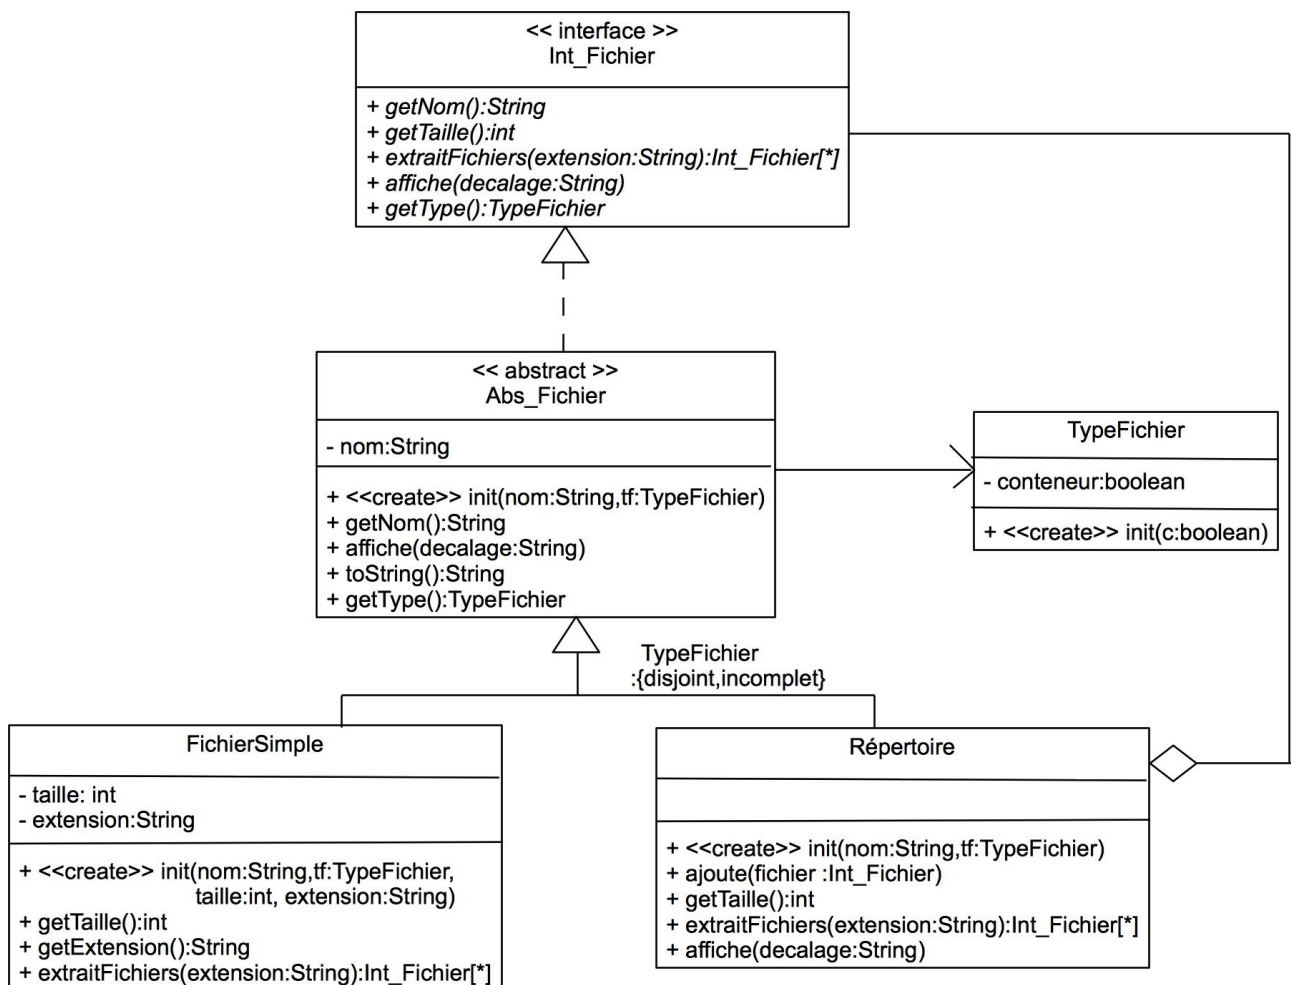 << interface >>
Int_Fichier
+ getNom():String
+ getTaille():int
+ extraitFichiers(extension:String):Int_Fichier[*]
+ affiche(decalage:String)
+ getType():TypeFichier
<< abstract >>
Abs_Fichier
- nom:String
+ <<create>> init(nom:String,tf:TypeFichier)
+ getNom():String
+ affiche(decalage:String)
+ toString():String
+ getType():TypeFichier
TypeFichier
- conteneur:boolean
+ <<create>> init(c:boolean)
TypeFichier
:{disjoint,incomplet}
FichierSimple
- taille: int
- extension:String
+ <<create>> init(nom:String,tf:TypeFichier,
taille:int, extension:String)
+ getTaille():int
+ getExtension():String
+ extraitFichiers(extension:String):Int_Fichier[*]
Répertoire
+ <<create>> init(nom:String,tf:TypeFichier)
+ ajoute(fichier :Int_Fichier)
+ getTaille():int
+ extraitFichiers(extension:String):Int_Fichier[*]
+ affiche(decalage:String)